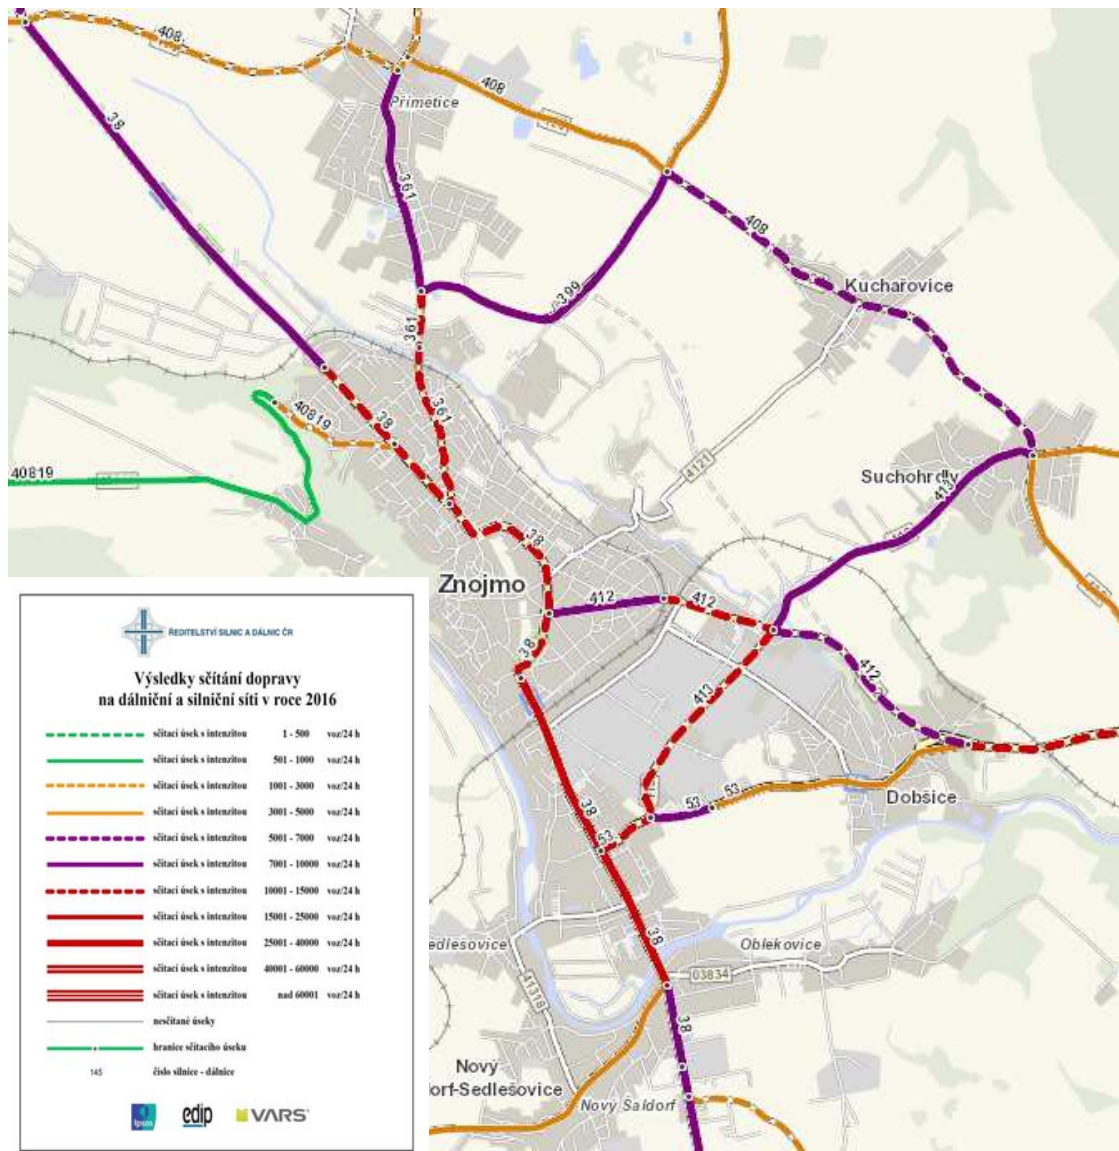 408
38
Přímětice
408
361
408
399
Kuchařovice
361
361
38
40819
40819
4121
Suchohrdly
413
38
Znojmo
412
412
38
413
412
38
53
53
53
Dobšice
38
Oblekovice
edlesovice
03834
41318
38
Nový
dorf-Sedlešovice
Nový Šaldorf
ŘEDITELSTVÍ SILNIC A DÁLNIC ČR
Výsledky sčítání dopravy
na dálniční a silniční síti v roce 2016
sčítací úsek s intenzitou 1 - 500 voz/24 h
sčítací úsek s intenzitou 501 - 1000 voz/24 h
sčítací úsek s intenzitou 1001 - 3000 voz/24 h
sčítací úsek s intenzitou 3001 - 5000 voz/24 h
sčítací úsek s intenzitou 5001 - 7000 voz/24 h
sčítací úsek s intenzitou 7001 - 10000 voz/24 h
sčítací úsek s intenzitou 10001 - 15000 voz/24 h
sčítací úsek s intenzitou 15001 - 25000 voz/24 h
sčítací úsek s intenzitou 25001 - 40000 voz/24 h
sčítací úsek s intenzitou 40001 - 60000 voz/24 h
sčítací úsek s intenzitou nad 60001 voz/24 h
nesčítané úseky
hranice sčítacího úseku
145 číslo silnice - dálnice
Ipsos edip VARS